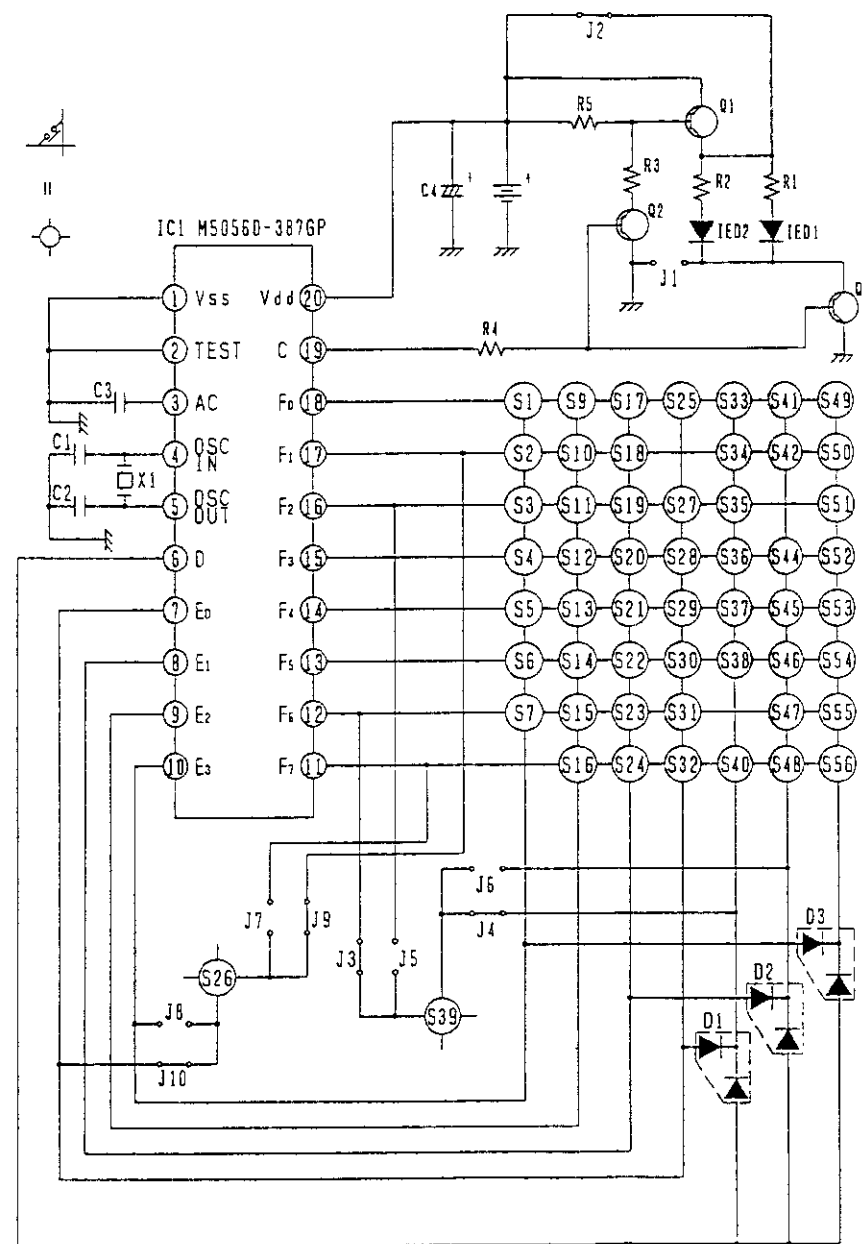 J2
Q1
R5
R3
R2
R1
C4
+
+
Q2
IED2
IED1
J1
Q
IC1 M5056D-387GP
1 Vss
Vdd 20
2 TEST
C 19
R4
C3
3 AC
F0 18
S1 S9 S17 S25 S33 S41 S49
C1
4 OSC IN
F1 17
S2 S10 S18 S34 S42 S50
X1
C2
5 OSC OUT
F2 16
S3 S11 S19 S27 S35 S51
6 D
F3 15
S4 S12 S20 S28 S36 S44 S52
7 E0
F4 14
S5 S13 S21 S29 S37 S45 S53
8 E1
F5 13
S6 S14 S22 S30 S38 S46 S54
9 E2
F6 12
S7 S15 S23 S31 S47 S55
10 E3
F7 11
S16 S24 S32 S40 S48 S56
J6
J7
J9
J4
D3
J3
J5
S26
D2
J8
S39
D1
J10